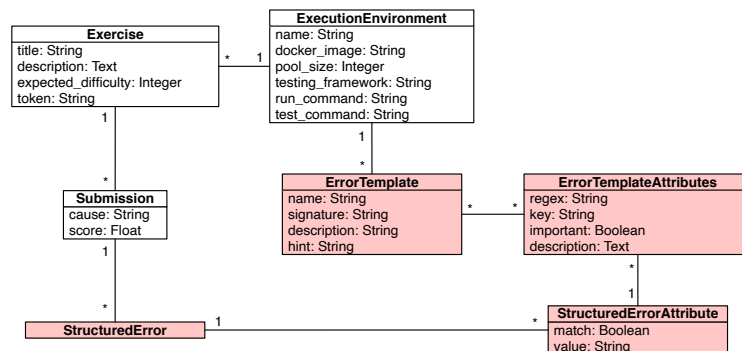 ExecutionEnvironment
name: String
docker_image: String
pool_size: Integer
testing_framework: String
run_command: String
test_command: String
Exercise
title: String
description: Text
expected_difficulty: Integer
token: String
*
1
1
*
1
*
Submission
cause: String
score: Float
ErrorTemplate
name: String
signature: String
description: String
hint: String
*
*
ErrorTemplateAttributes
regex: String
key: String
important: Boolean
description: Text
1
*
*
1
StructuredError
1
*
StructuredErrorAttribute
match: Boolean
value: String